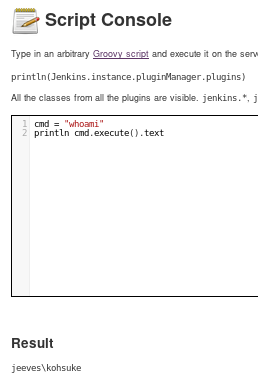 Script Console
Type in an arbitrary Groovy script and execute it on the serv
println(Jenkins.instance.pluginManager.plugins)
All the classes from all the plugins are visible. jenkins.*, j
1 cmd = "whoami"
2 println cmd.execute().text
Result
jeeves\kohsuke